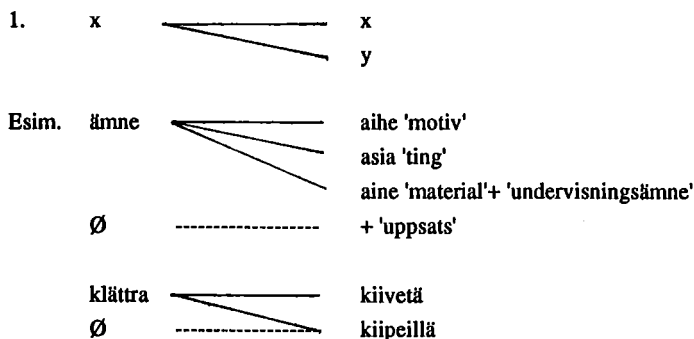 1. x x
y
Esim. ämne aihe 'motiv'
asia 'ting'
aine 'material'+ 'undervisningsämne'
Ø + 'uppsats'
klättra kiivetä
Ø kiipeillä